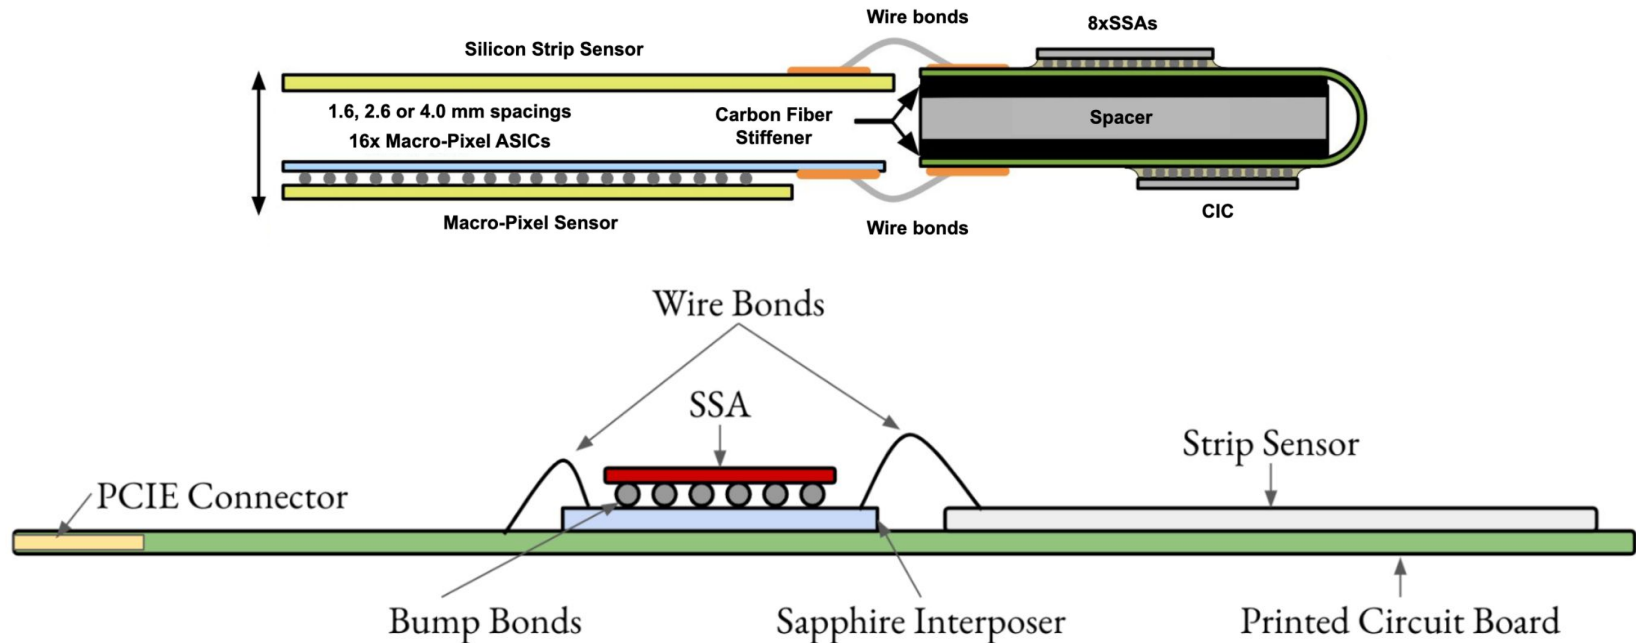 Wire bonds
8xSSAs
Silicon Strip Sensor
1.6, 2.6 or 4.0 mm spacings
16x Macro-Pixel ASICs
Carbon Fiber
Stiffener
Spacer
Macro-Pixel Sensor
Wire bonds
CIC
Wire Bonds
SSA
Strip Sensor
PCIE Connector
Bump Bonds
Sapphire Interposer
Printed Circuit Board